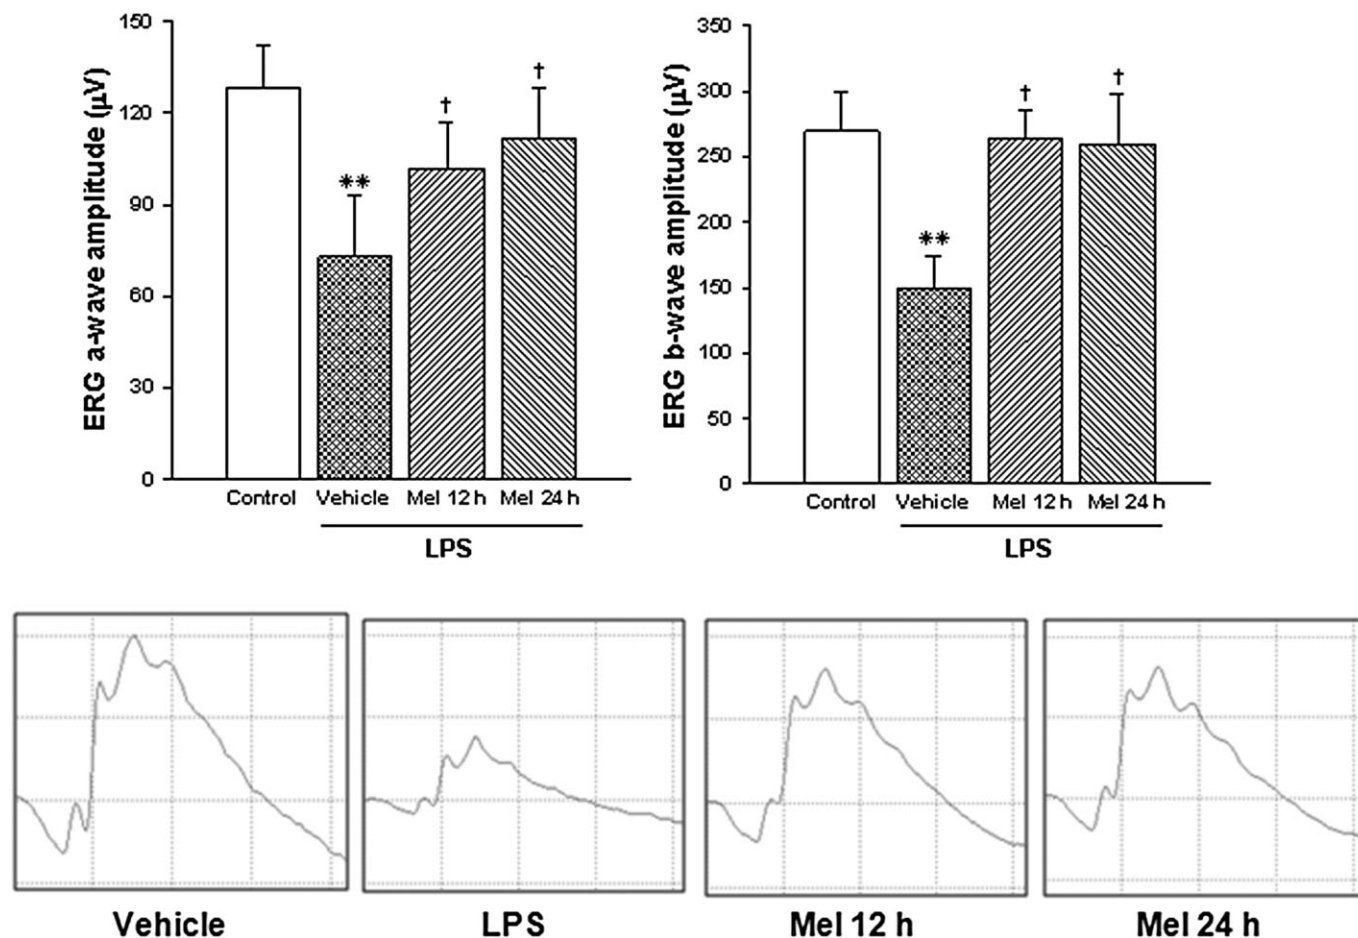 ERG a-wave amplitude (µV)
150
120
90
60
30
0
**
†
†
Control Vehicle Mel 12 h Mel 24 h
LPS
ERG b-wave amplitude (µV)
350
300
250
200
150
100
50
0
**
†
†
Control Vehicle Mel 12 h Mel 24 h
LPS
Vehicle LPS Mel 12 h Mel 24 h